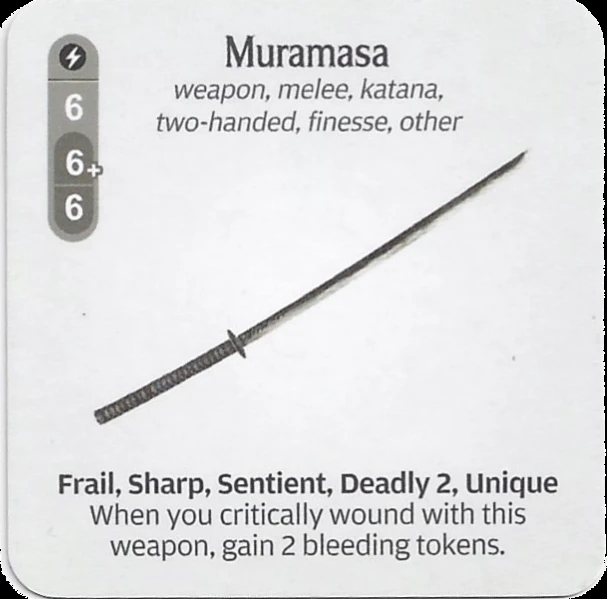 Muramasa
weapon, melee, katana,
two-handed, finesse, other
6
6+
6
Frail, Sharp, Sentient, Deadly 2, Unique
When you critically wound with this
weapon, gain 2 bleeding tokens.